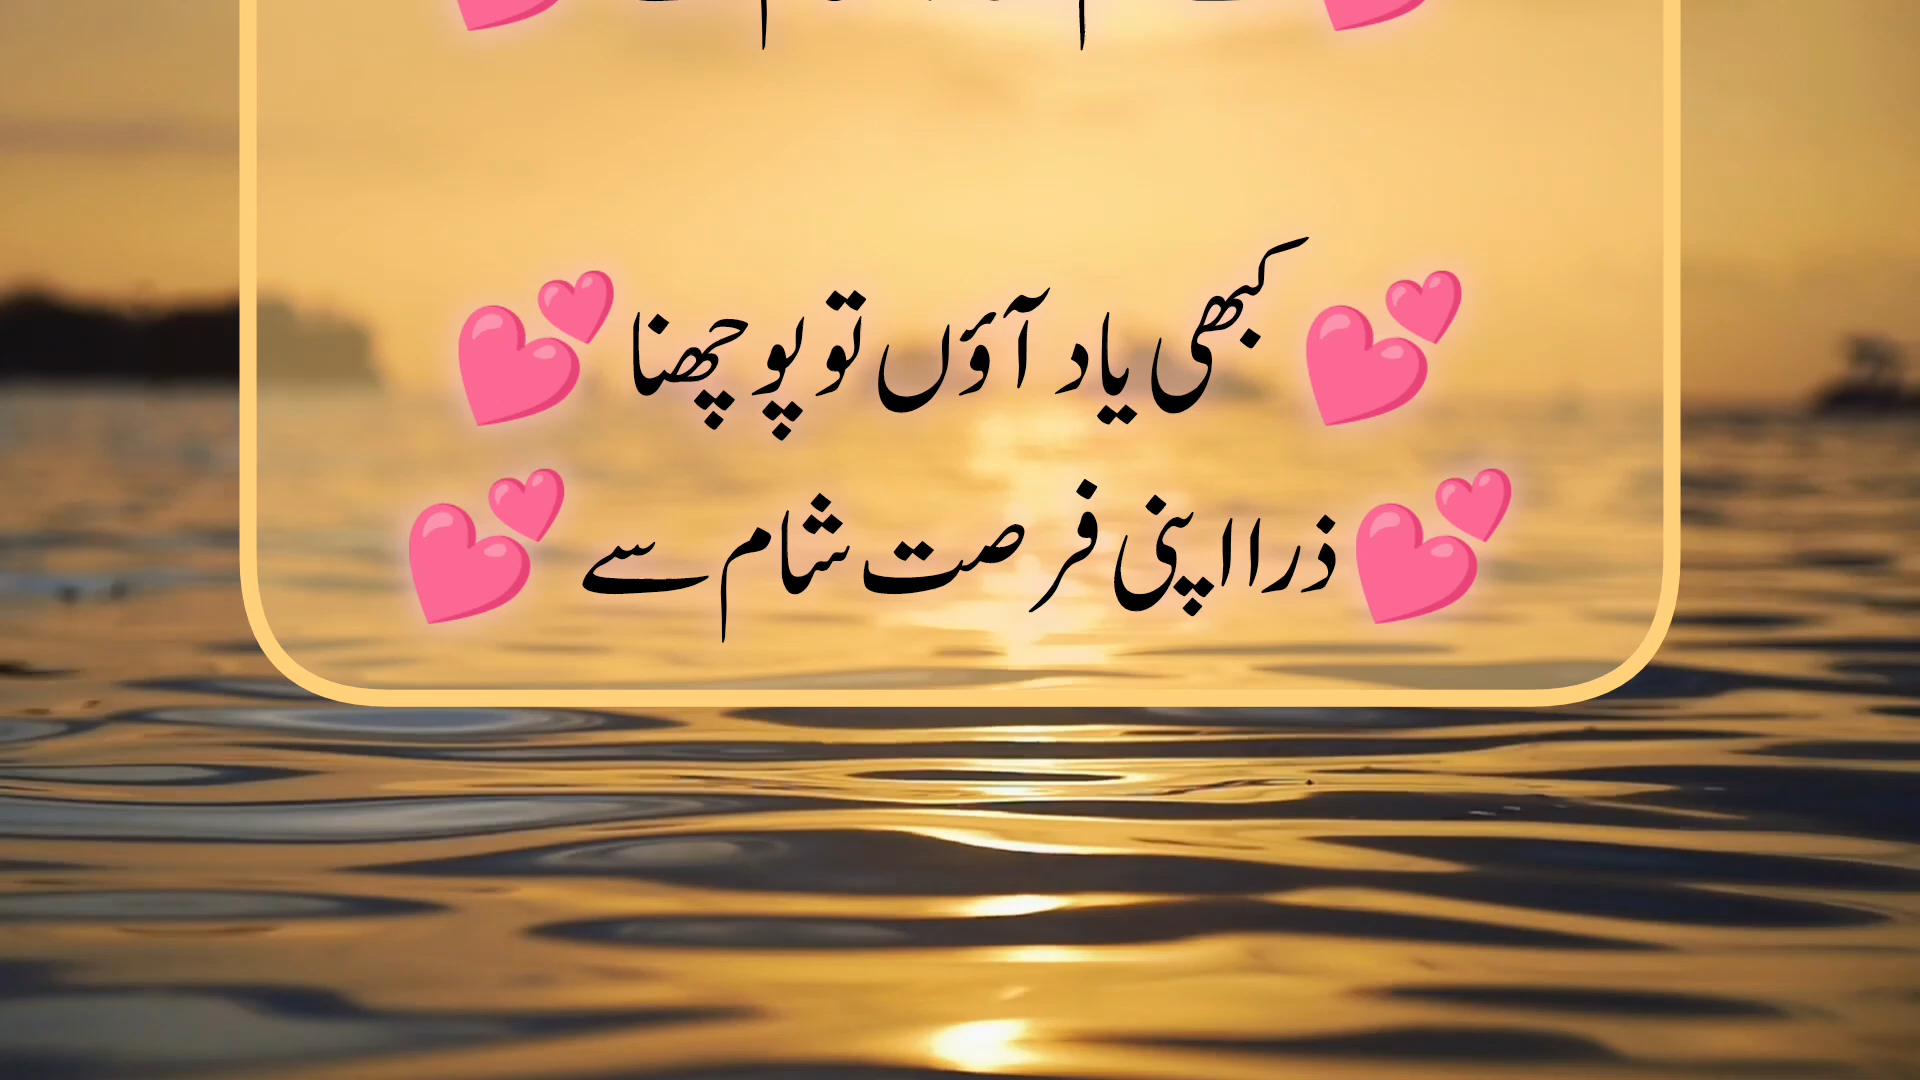 💕 کبھی یاد آؤں تو پوچھنا 💕
💕 ذرا اپنی فرصت شام سے 💕